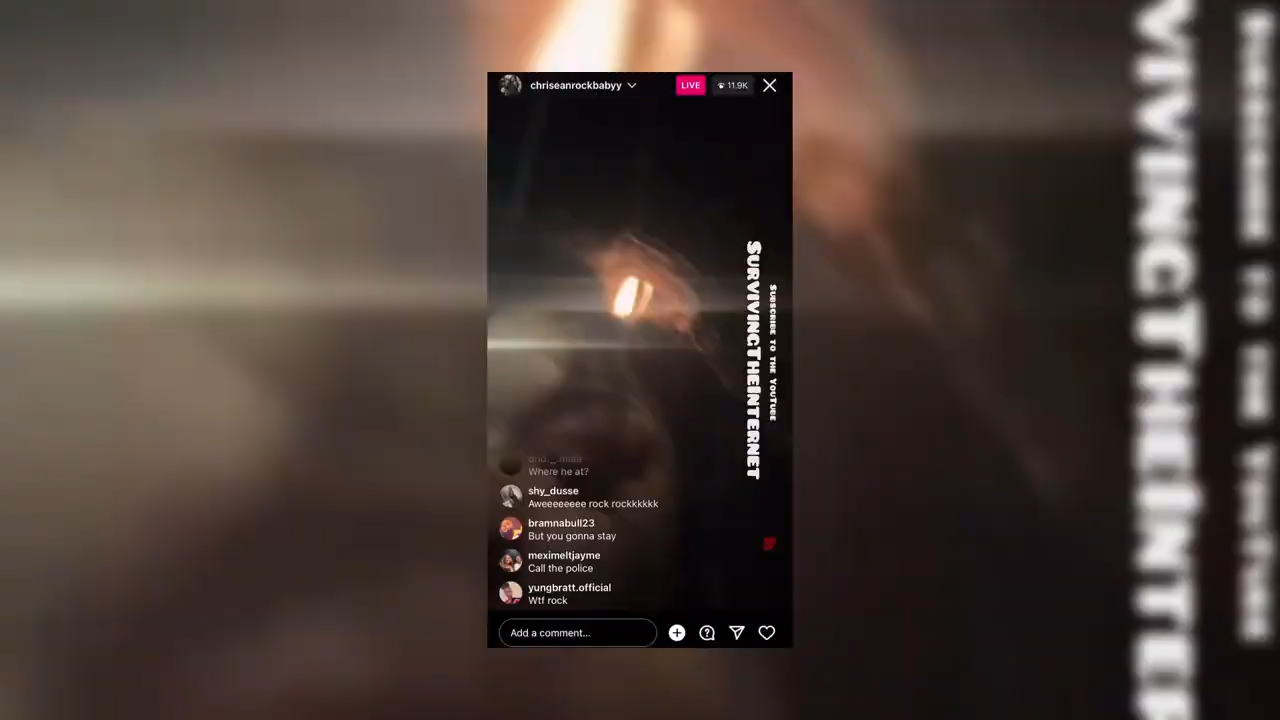 chriseanrockbabyy
LIVE
11.9K
Where he at?
shy_dusse
Aweeeeeeee rock rockkkkkk
bramnabull23
But you gonna stay
meximeltjayme
Call the police
yungbratt.official
Wtf rock
Add a comment...
SurvivingTheInternet
Subscribe to the YouTube